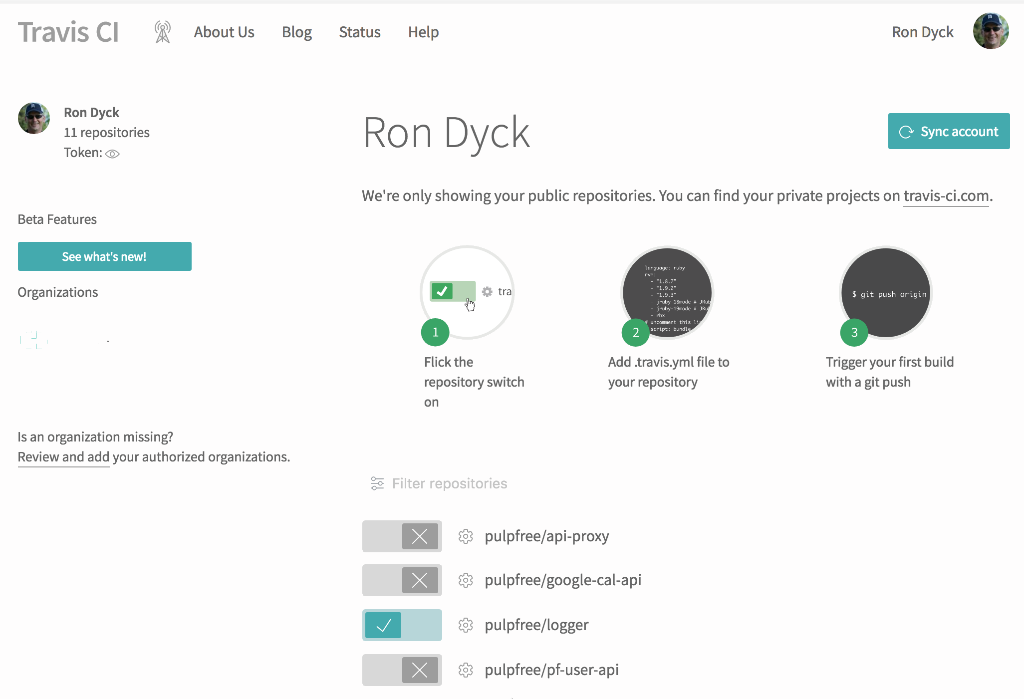 Travis CI
About Us
Blog
Status
Help
Ron Dyck
Ron Dyck
11 repositories
Token:
Beta Features
See what's new!
Organizations
Is an organization missing?
Review and add your authorized organizations.
Ron Dyck
Sync account
We're only showing your public repositories. You can find your private projects on travis-ci.com.
tra
1
Flick the
repository switch
on
language: ruby
2
Add .travis.yml file to
your repository
$ git push origin
3
Trigger your first build
with a git push
Filter repositories
pulpfree/api-proxy
pulpfree/google-cal-api
pulpfree/logger
pulpfree/pf-user-api